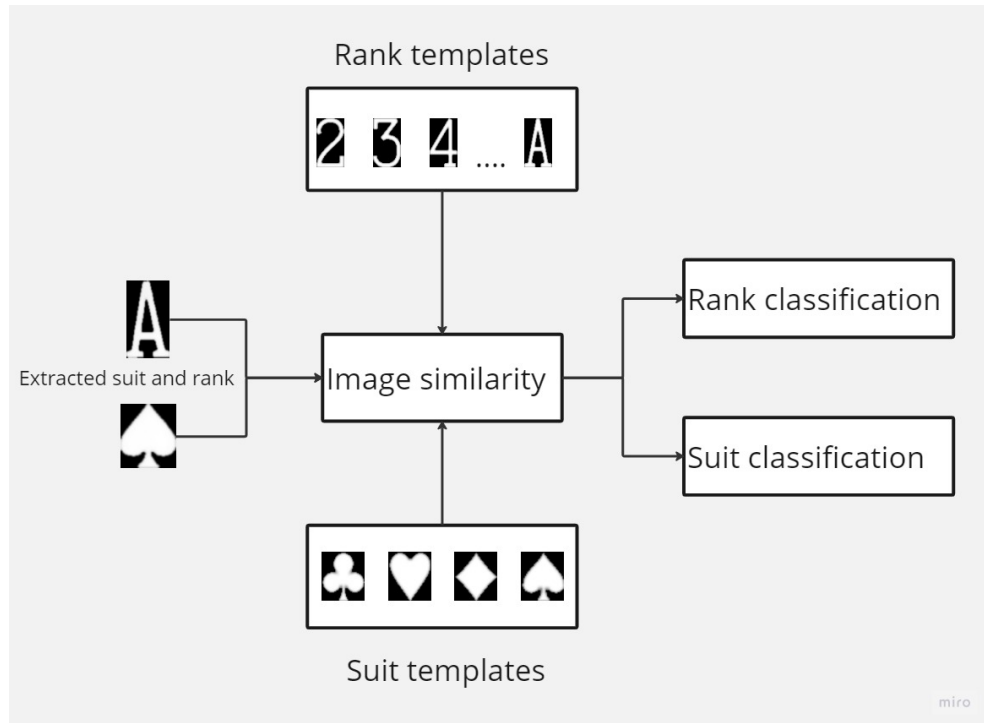 Rank templates
2 3 4 .... A
A
Extracted suit and rank
Image similarity
Rank classification
Suit classification
Suit templates
miro